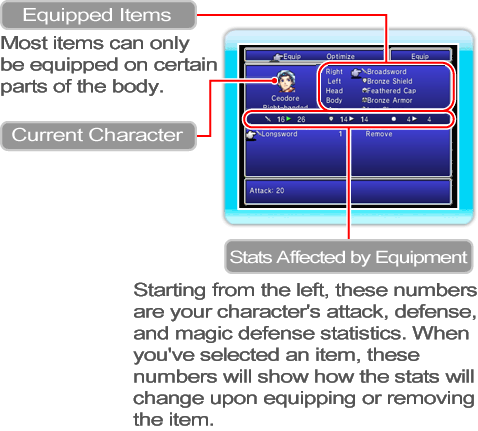 Equipped Items
Most items can only
be equipped on certain
parts of the body.
Current Character
Equip Optimize Equip
Right Broadsword
Left Bronze Shield
Head Feathered Cap
Body Bronze Armor
Ceodore
Right-handed
16 26 14 14 4 4
Longsword 1 Remove
Attack: 20
Stats Affected by Equipment
Starting from the left, these numbers
are your character's attack, defense,
and magic defense statistics. When
you've selected an item, these
numbers will show how the stats will
change upon equipping or removing
the item.